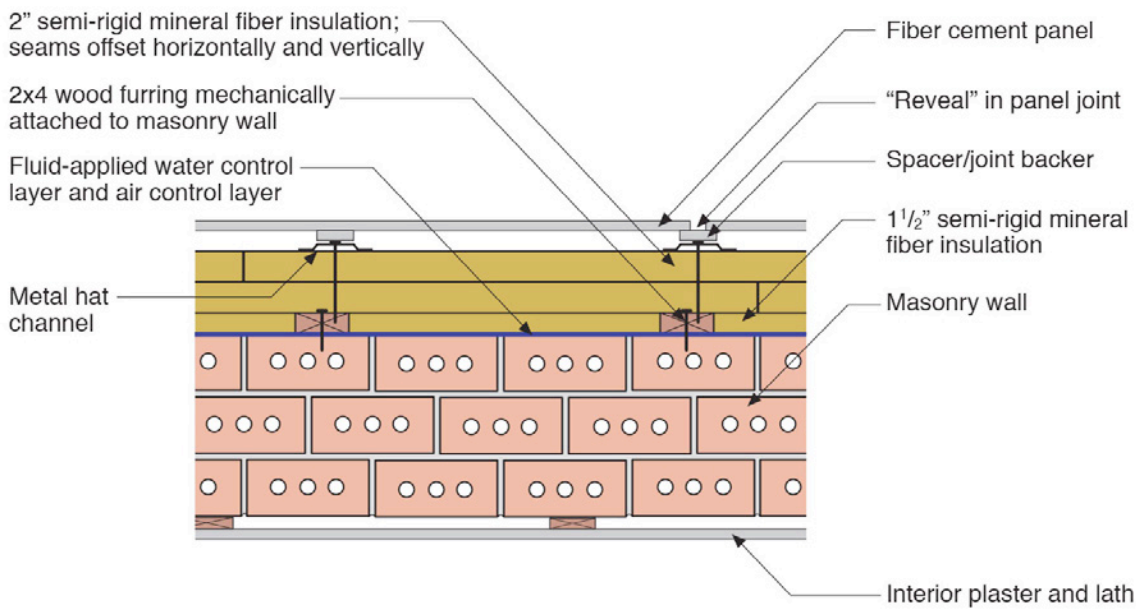 2” semi-rigid mineral fiber insulation;
seams offset horizontally and vertically
2x4 wood furring mechanically
attached to masonry wall
Fluid-applied water control
layer and air control layer
Metal hat
channel
Fiber cement panel
“Reveal” in panel joint
Spacer/joint backer
1 1/2” semi-rigid mineral
fiber insulation
Masonry wall
Interior plaster and lath